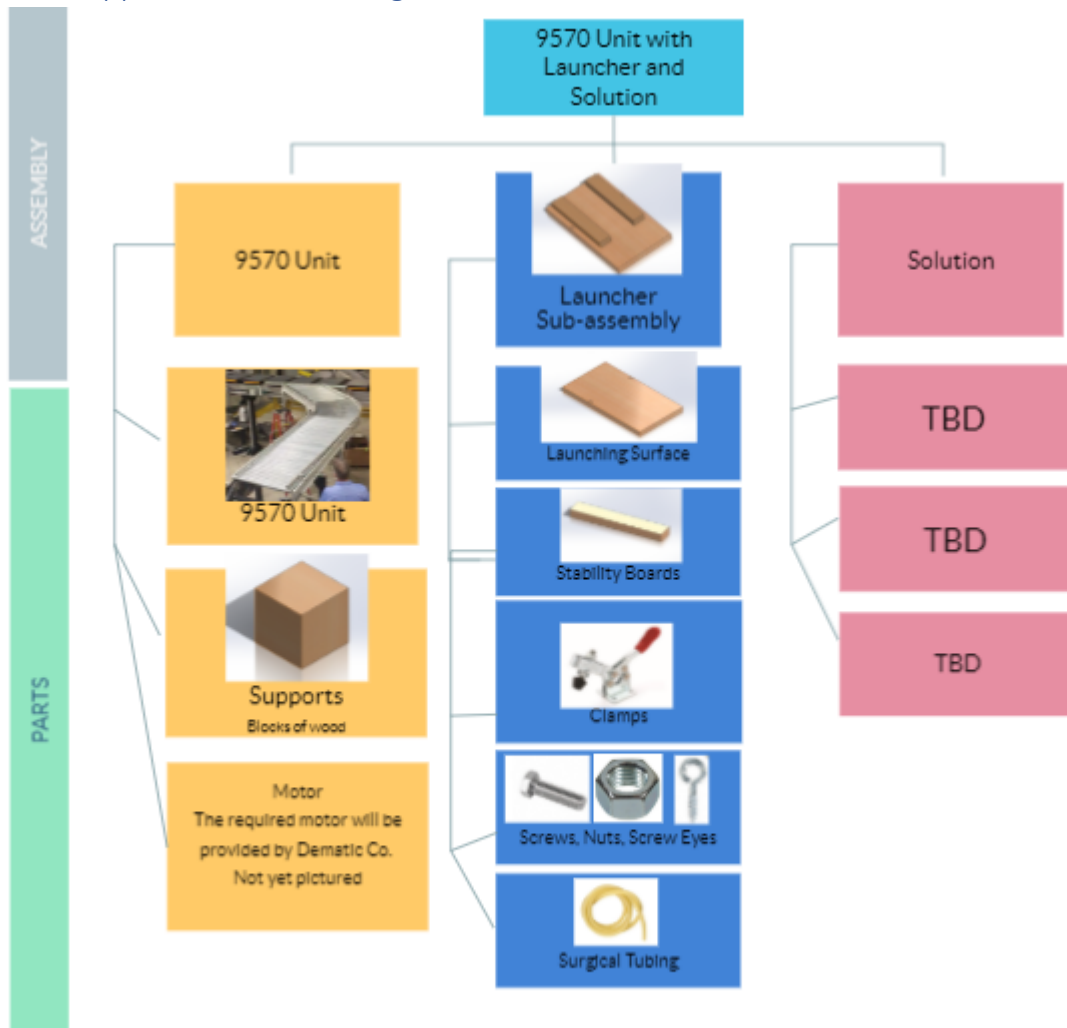 9570 Unit with
Launcher and
Solution
ASSEMBLY
9570 Unit
Launcher
Sub-assembly
Solution
PARTS
9570 Unit
Supports
Blocks of wood
Motor
The required motor will be
provided by Dematic Co.
Not yet pictured
Launching Surface
Stability Boards
Clamps
Screws, Nuts, Screw Eyes
Surgical Tubing
TBD
TBD
TBD